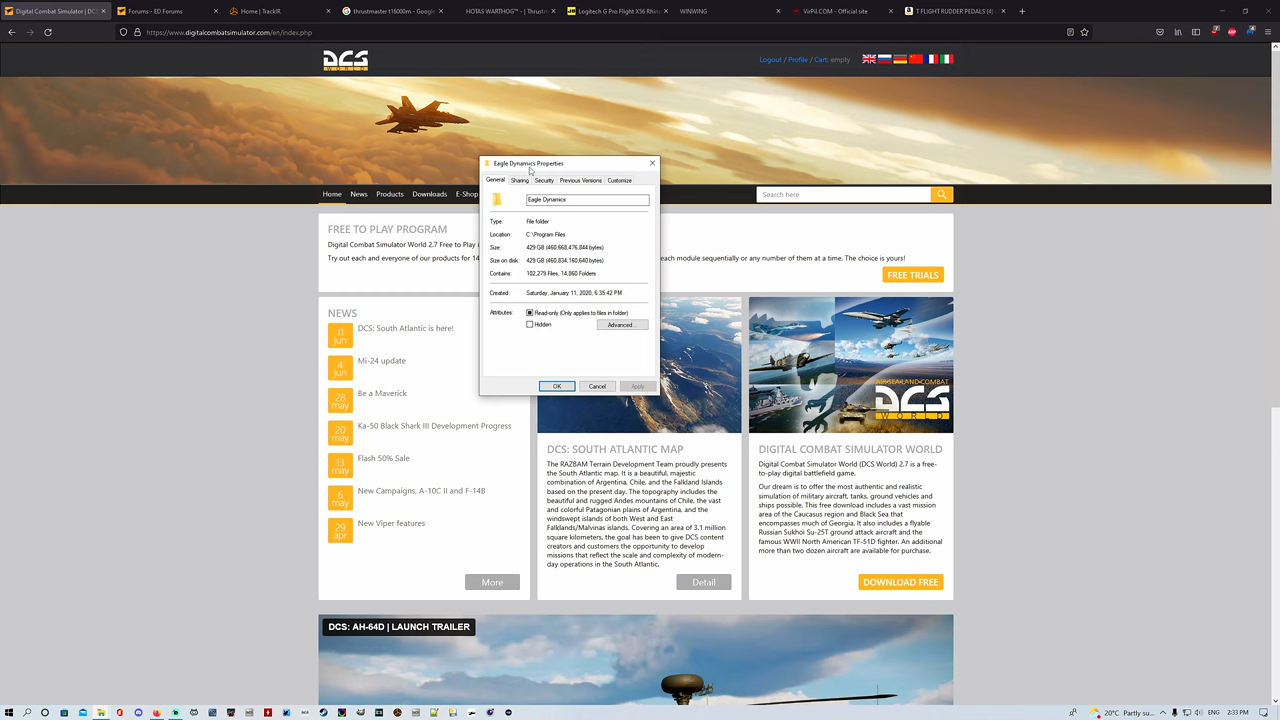 Digital Combat Simulator | DCS
Forums - ED Forums
Home | TrackIR
thrustmaster t16000m - Google
HOTAS WARTHOG™ - | Thrustm
Logitech G Pro Flight X56 Rhin
WINWING
VirPil.COM - Official site
T FLIGHT RUDDER PEDALS (4)
https://www.digitalcombatsimulator.com/en/index.php
DCS
WORLD
Logout / Profile / Cart: empty
Home
News
Products
Downloads
E-Shop
Search here
Eagle Dynamics Properties
General
Sharing
Security
Previous Versions
Customize
Eagle Dynamics
Type: File folder
Location: C:\Program Files
Size: 429 GB (460,668,476,844 bytes)
Size on disk: 429 GB (460,834,160,640 bytes)
Contains: 102,279 Files, 14,860 Folders
Created: Saturday, January 11, 2020, 6:35:42 PM
Attributes: Read-only (Only applies to files in folder)
Hidden
Advanced...
OK
Cancel
Apply
FREE TO PLAY PROGRAM
Digital Combat Simulator World 2.7 Free to Play
Try out each and everyone of our products for 14
each module sequentially or any number of them at a time. The choice is yours!
FREE TRIALS
NEWS
11 jun
DCS: South Atlantic is here!
4 jun
Mi-24 update
28 may
Be a Maverick
20 may
Ka-50 Black Shark III Development Progress
13 may
Flash 50% Sale
6 may
New Campaigns, A-10C II and F-14B
29 apr
New Viper features
More
DCS: SOUTH ATLANTIC MAP
The RAZBAM Terrain Development Team proudly presents
the South Atlantic map. It is a beautiful, majestic
combination of Argentina, Chile, and the Falkland Islands
based on the present day. The topography includes the
beautiful and rugged Andes mountains of Chile, the vast
and colorful Patagonian plains of Argentina, and the
windswept islands of both West and East
Falklands/Malvinas islands. Covering an area of 3.1 million
square kilometers, the goal has been to give DCS content
creators and customers the opportunity to develop
missions that reflect the scale and complexity of modern-
day operations in the South Atlantic.
Detail
AIR·SEA·LAND·COMBAT
DCS
WORLD
DIGITAL COMBAT SIMULATOR WORLD
Digital Combat Simulator World (DCS World) 2.7 is a free-
to-play digital battlefield game.
Our dream is to offer the most authentic and realistic
simulation of military aircraft, tanks, ground vehicles and
ships possible. This free download includes a vast mission
area of the Caucasus region and Black Sea that
encompasses much of Georgia. It also includes a flyable
Russian Sukhoi Su-25T ground attack aircraft and the
famous WWII North American TF-51D fighter. An additional
more than two dozen aircraft are available for purchase.
DOWNLOAD FREE
DCS: AH-64D | LAUNCH TRAILER
20°C Partly su...
ENG
2:33 PM